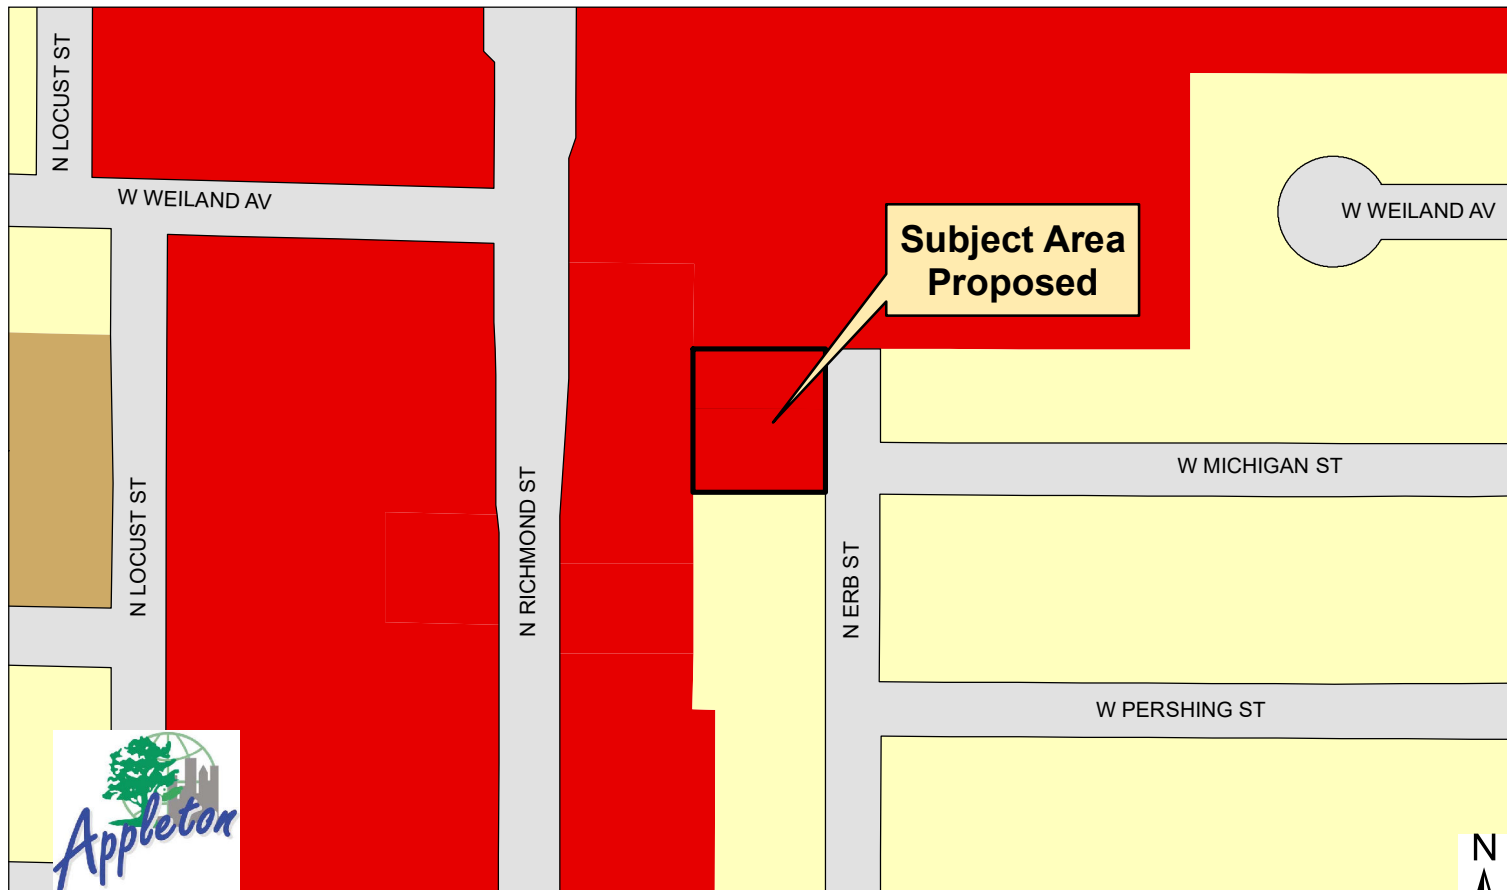 N LOCUST ST
W WEILAND AV
W WEILAND AV
Subject Area
Proposed
W MICHIGAN ST
N LOCUST ST
N RICHMOND ST
N ERB ST
W PERSHING ST
Appleton
N